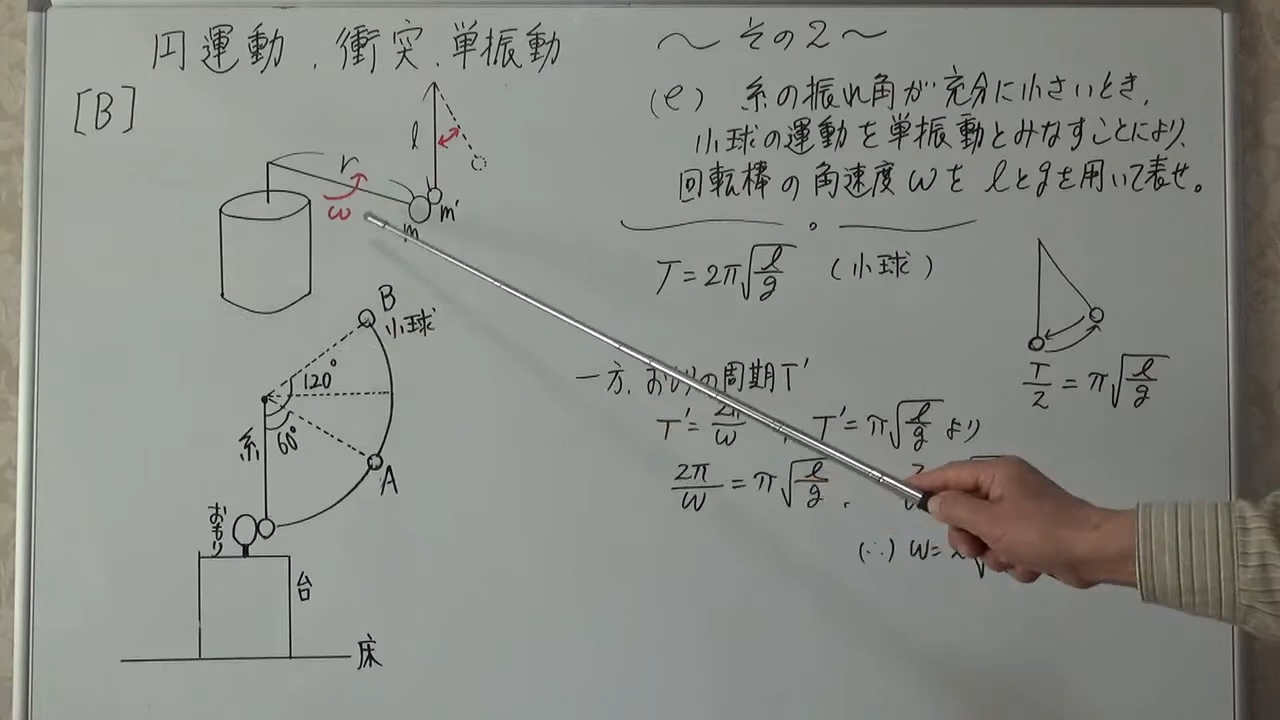 円運動、衝突、単振動
〜その2〜
[B]
(e) 糸の振れ角が充分に小さいとき、
小球の運動を単振動とみなすことにより、
回転棒の角速度ωをlとgを用いて表せ。
l
r
ω
m
m'
T=2π√(l/g) (小球)
T/2=π√(l/g)
一方、おもりの周期T'
T'=2π/ω 、 T'=π√(l/g) より
2π/ω=π√(l/g) 、
(∴) ω=
B
小球
120°
60°
糸
A
おもり
台
床